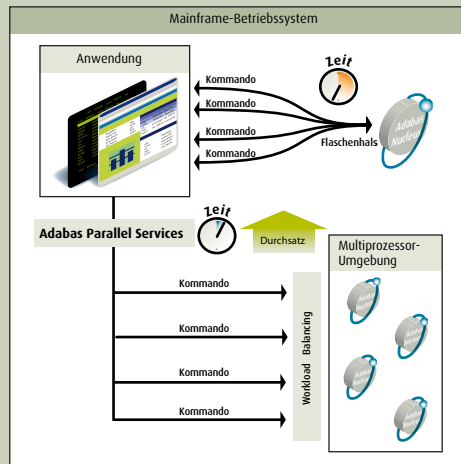 Mainframe-Betriebssystem
Anwendung
Zeit
Kommando
Kommando
Kommando
Kommando
Flaschenhals
Adabas
Nucleus
Adabas Parallel Services
Zeit
Durchsatz
Multiprozessor-
Umgebung
Kommando
Kommando
Kommando
Kommando
Workload Balancing